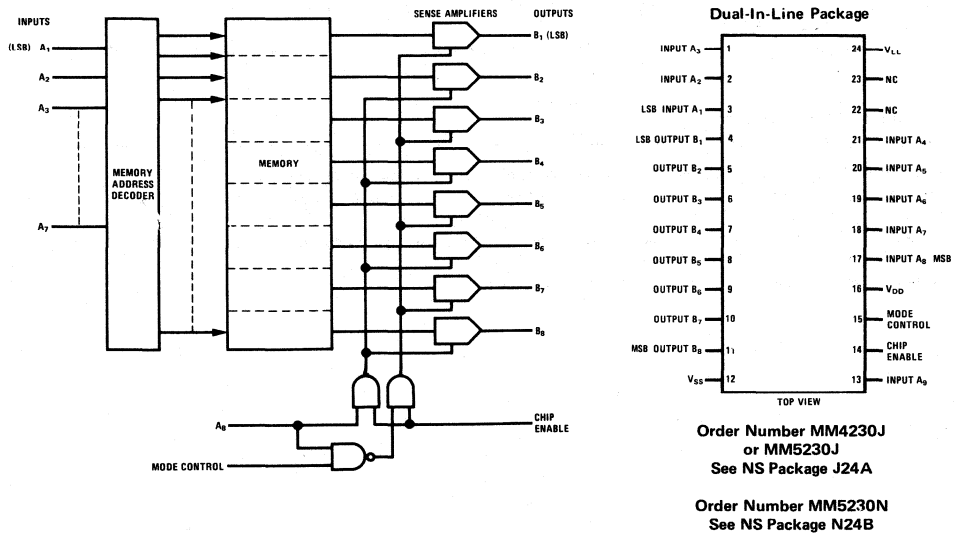 INPUTS
(LSB) A₁
A₂
A₃
A₇
MEMORY
ADDRESS
DECODER
MEMORY
SENSE AMPLIFIERS
OUTPUTS
B₁ (LSB)
B₂
B₃
B₄
B₅
B₆
B₇
B₈
A₈
MODE CONTROL
CHIP
ENABLE
Dual-In-Line Package
INPUT A₃ 1
INPUT A₂ 2
LSB INPUT A₁ 3
LSB OUTPUT B₁ 4
OUTPUT B₂ 5
OUTPUT B₃ 6
OUTPUT B₄ 7
OUTPUT B₅ 8
OUTPUT B₆ 9
OUTPUT B₇ 10
MSB OUTPUT B₈ 11
VSS 12
24 VLL
23 NC
22 NC
21 INPUT A₄
20 INPUT A₅
19 INPUT A₆
18 INPUT A₇
17 INPUT A₈ MSB
16 VDD
15 MODE
CONTROL
14 CHIP
ENABLE
13 INPUT A₉
TOP VIEW
Order Number MM4230J
or MM5230J
See NS Package J24A
Order Number MM5230N
See NS Package N24B